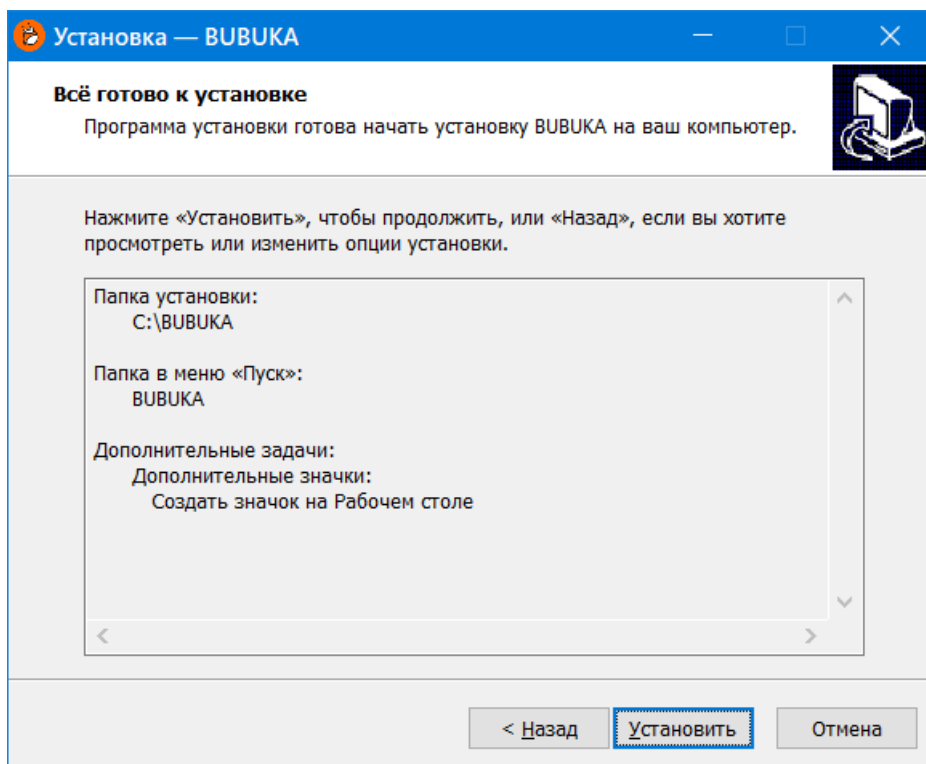 Установка — BUBUKA
Всё готово к установке
Программа установки готова начать установку BUBUKA на ваш компьютер.
Нажмите «Установить», чтобы продолжить, или «Назад», если вы хотите
просмотреть или изменить опции установки.
Папка установки:
C:\BUBUKA
Папка в меню «Пуск»:
BUBUKA
Дополнительные задачи:
Дополнительные значки:
Создать значок на Рабочем столе
< Назад
Установить
Отмена